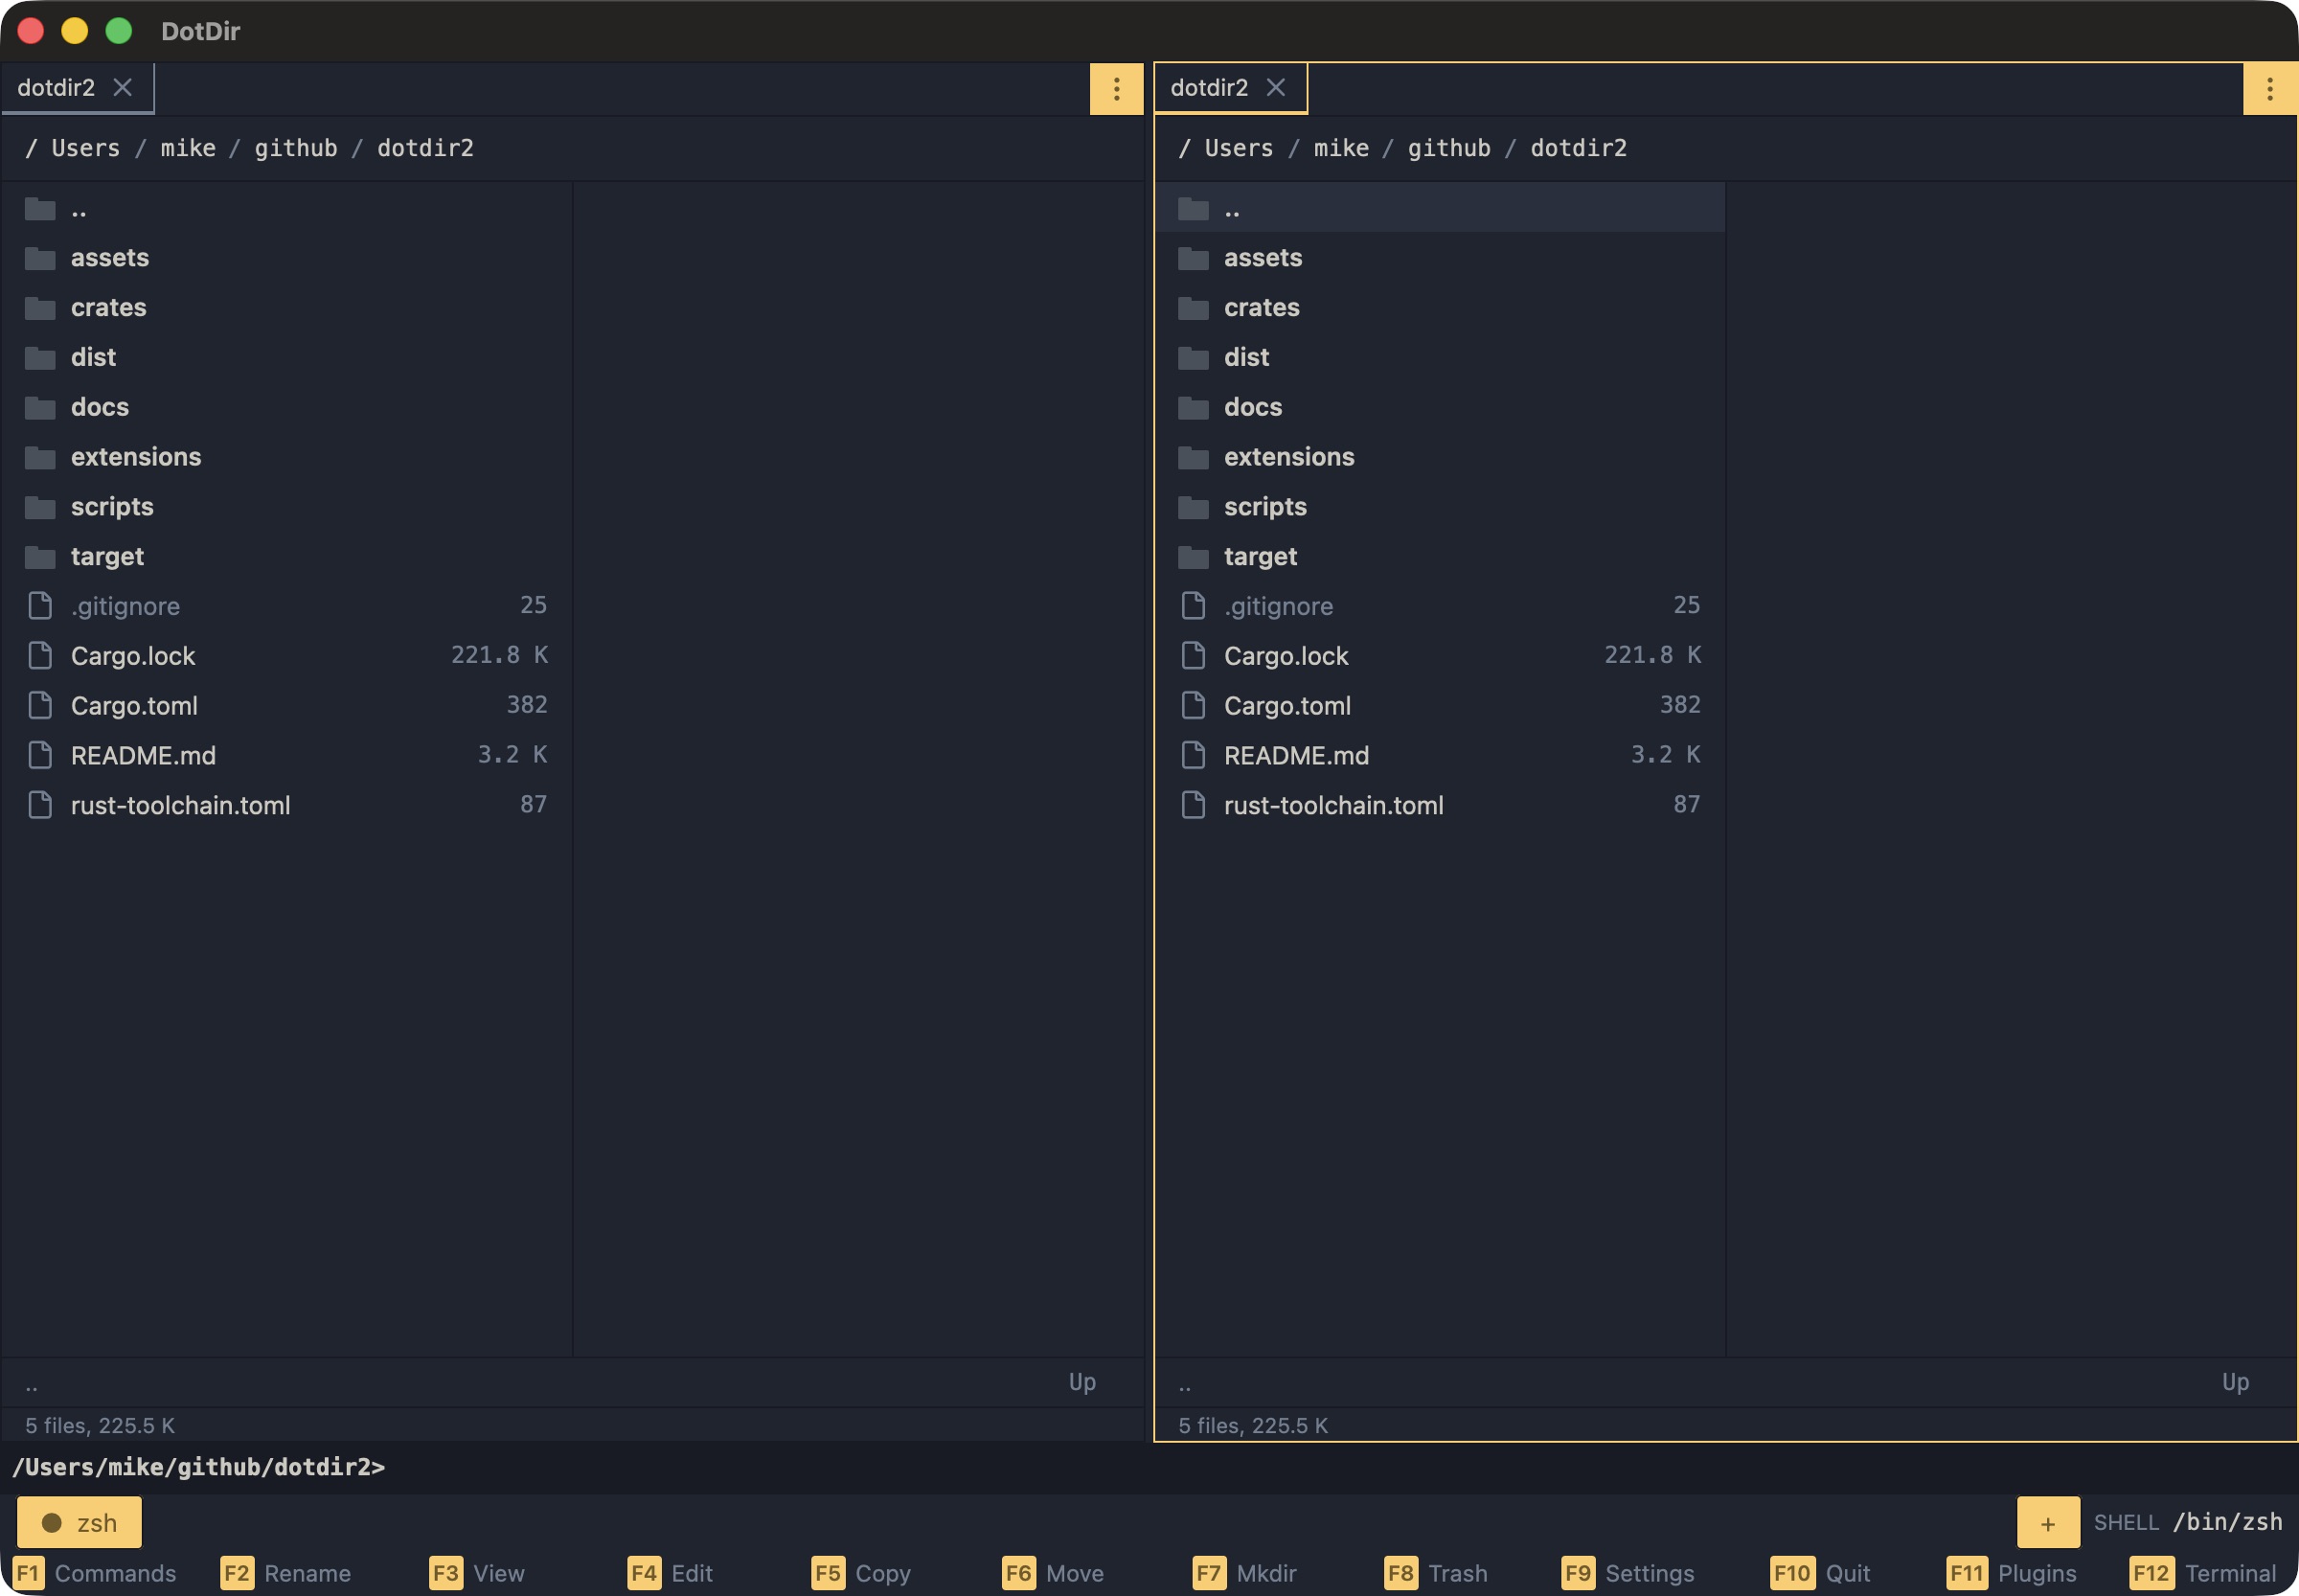 DotDir
dotdir2
/ Users / mike / github / dotdir2
..
assets
crates
dist
docs
extensions
scripts
target
.gitignore 25
Cargo.lock 221.8 K
Cargo.toml 382
README.md 3.2 K
rust-toolchain.toml 87
.. Up
5 files, 225.5 K
dotdir2
/ Users / mike / github / dotdir2
..
assets
crates
dist
docs
extensions
scripts
target
.gitignore 25
Cargo.lock 221.8 K
Cargo.toml 382
README.md 3.2 K
rust-toolchain.toml 87
.. Up
5 files, 225.5 K
/Users/mike/github/dotdir2>
zsh + SHELL /bin/zsh
F1 Commands F2 Rename F3 View F4 Edit F5 Copy F6 Move F7 Mkdir F8 Trash F9 Settings F10 Quit F11 Plugins F12 Terminal